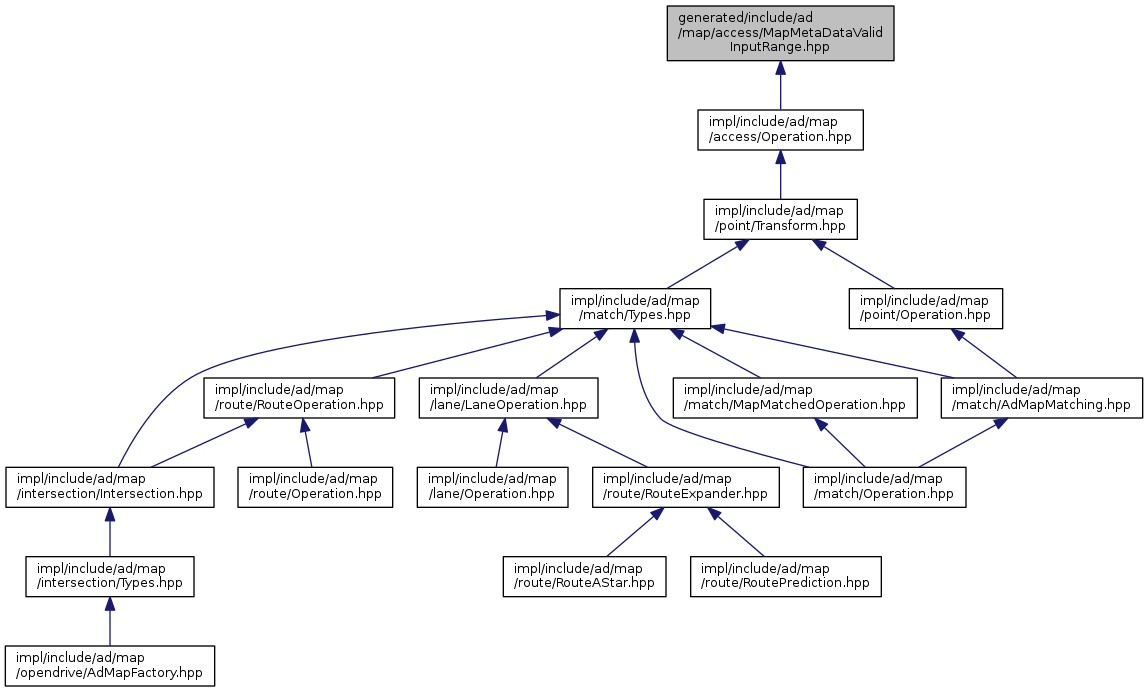 generated/include/ad
/map/access/MapMetaDataValid
InputRange.hpp
impl/include/ad/map
/access/Operation.hpp
impl/include/ad/map
/point/Transform.hpp
impl/include/ad/map
/match/Types.hpp
impl/include/ad/map
/point/Operation.hpp
impl/include/ad/map
/route/RouteOperation.hpp
impl/include/ad/map
/lane/LaneOperation.hpp
impl/include/ad/map
/match/MapMatchedOperation.hpp
impl/include/ad/map
/match/AdMapMatching.hpp
impl/include/ad/map
/intersection/Intersection.hpp
impl/include/ad/map
/route/Operation.hpp
impl/include/ad/map
/lane/Operation.hpp
impl/include/ad/map
/route/RouteExpander.hpp
impl/include/ad/map
/match/Operation.hpp
impl/include/ad/map
/intersection/Types.hpp
impl/include/ad/map
/route/RouteAStar.hpp
impl/include/ad/map
/route/RoutePrediction.hpp
impl/include/ad/map
/opendrive/AdMapFactory.hpp